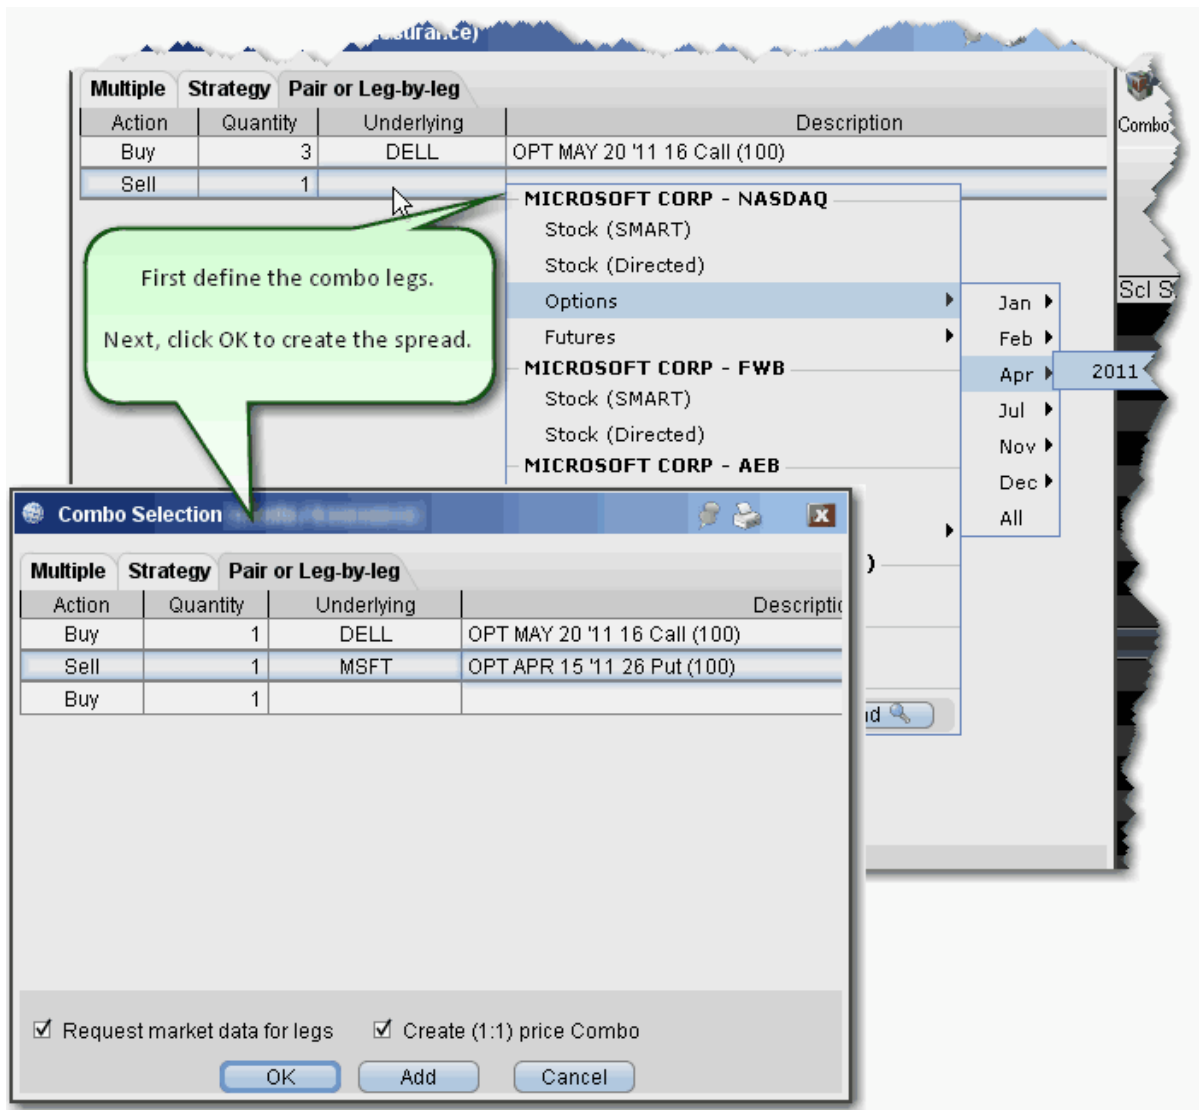 surance)
Multiple Strategy Pair or Leg-by-leg
Action Quantity Underlying Description
Combo
Buy 3 DELL OPT MAY 20 '11 16 Call (100)
Sell 1
MICROSOFT CORP - NASDAQ
Stock (SMART)
Stock (Directed)
Options
Futures
MICROSOFT CORP - FWB
Stock (SMART)
Stock (Directed)
MICROSOFT CORP - AEB
Jan
Feb
Apr
Jul
Nov
Dec
All
2011
Scl S
First define the combo legs.
Next, click OK to create the spread.
)
nd
Combo Selection
Multiple Strategy Pair or Leg-by-leg
Action Quantity Underlying Descriptic
Buy 1 DELL OPT MAY 20 '11 16 Call (100)
Sell 1 MSFT OPT APR 15 '11 26 Put (100)
Buy 1
Request market data for legs Create (1:1) price Combo
OK Add Cancel